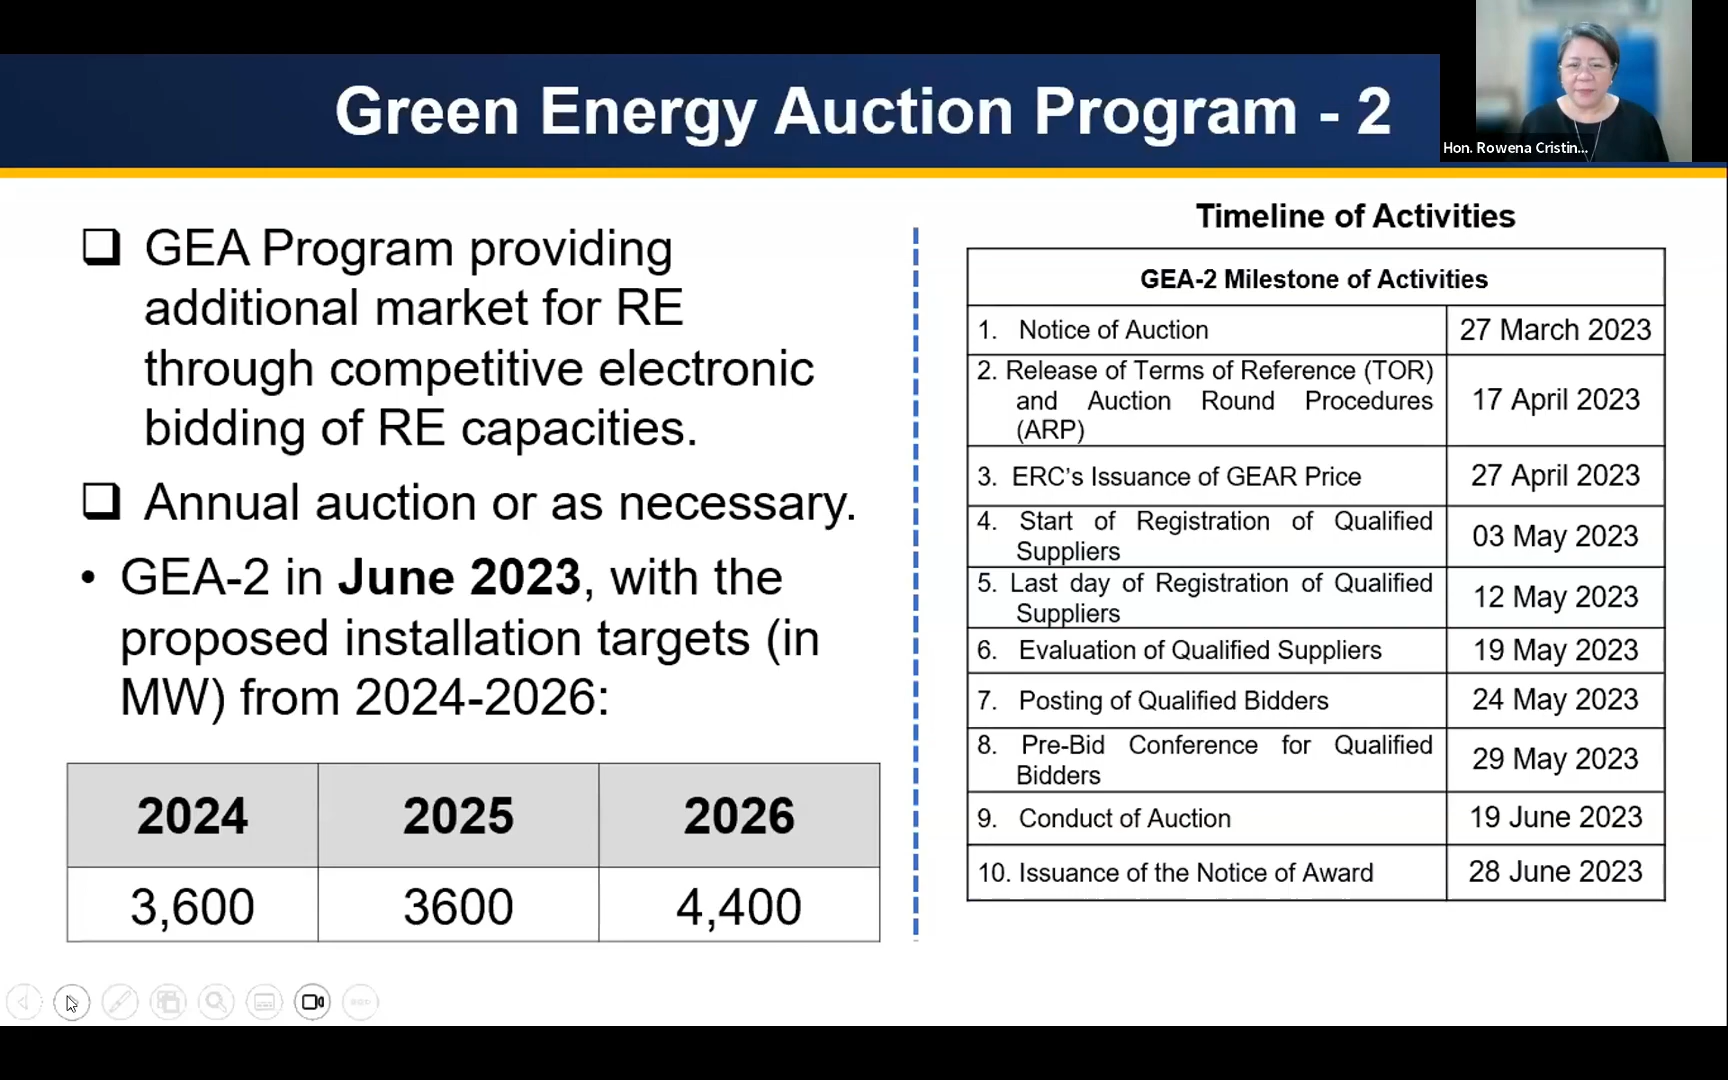 Green Energy Auction Program - 2
Hon. Rowena Cristin...
❑ GEA Program providing
additional market for RE
through competitive electronic
bidding of RE capacities.
❑ Annual auction or as necessary.
• GEA-2 in June 2023, with the
proposed installation targets (in
MW) from 2024-2026:
2024 2025 2026
3,600 3600 4,400
Timeline of Activities
GEA-2 Milestone of Activities
1. Notice of Auction 27 March 2023
2. Release of Terms of Reference (TOR)
and Auction Round Procedures
(ARP) 17 April 2023
3. ERC's Issuance of GEAR Price 27 April 2023
4. Start of Registration of Qualified
Suppliers 03 May 2023
5. Last day of Registration of Qualified
Suppliers 12 May 2023
6. Evaluation of Qualified Suppliers 19 May 2023
7. Posting of Qualified Bidders 24 May 2023
8. Pre-Bid Conference for Qualified
Bidders 29 May 2023
9. Conduct of Auction 19 June 2023
10. Issuance of the Notice of Award 28 June 2023